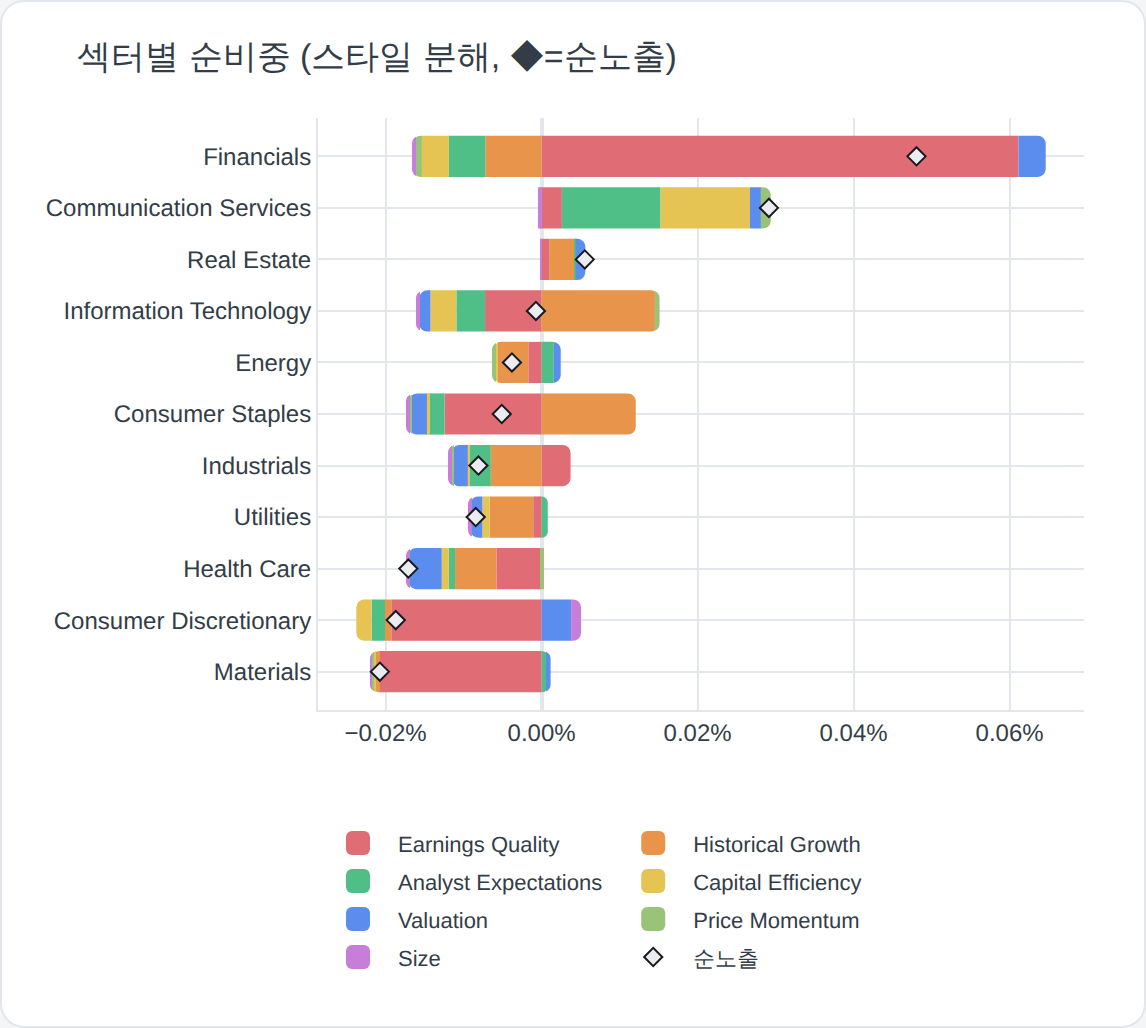 섹터별 순비중 (스타일 분해, ◆=순노출)
Financials
Communication Services
Real Estate
Information Technology
Energy
Consumer Staples
Industrials
Utilities
Health Care
Consumer Discretionary
Materials
−0.02% 0.00% 0.02% 0.04% 0.06%
Earnings Quality Historical Growth
Analyst Expectations Capital Efficiency
Valuation Price Momentum
Size 순노출